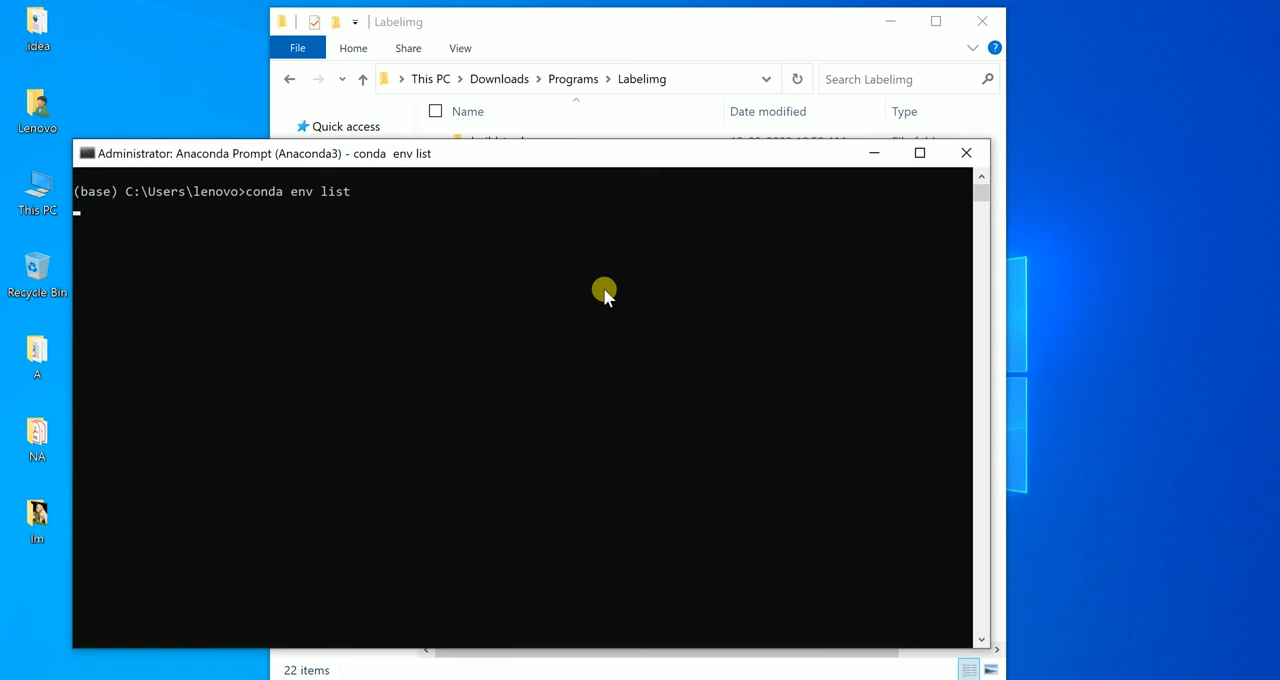 .idea
Lenovo
This PC
Recycle Bin
A
NA
Im
Labelimg
File Home Share View
This PC Downloads Programs Labelimg
Search Labelimg
Name Date modified Type
Quick access
Administrator: Anaconda Prompt (Anaconda3) - conda env list
(base) C:\Users\lenovo>conda env list
22 items